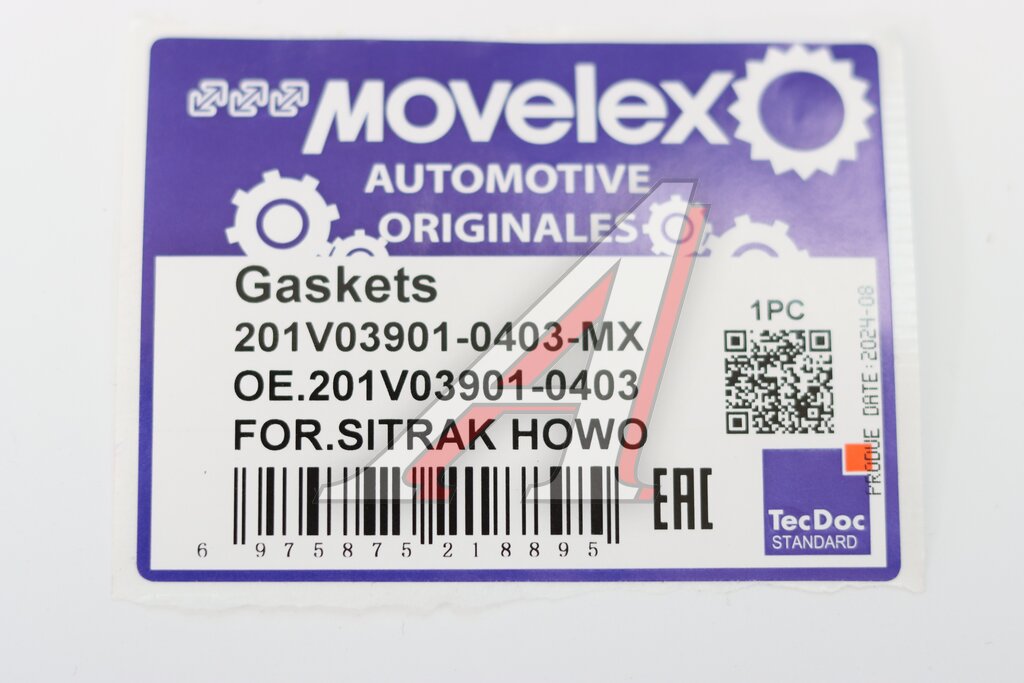 MOVELEX
AUTOMOTIVE
ORIGINALES
Gaskets
201V03901-0403-MX
OE.201V03901-0403
FOR.SITRAK HOWO
6 975875 218895
EAC
1PC
PRODUE DATE:2024-08
TecDoc
STANDARD